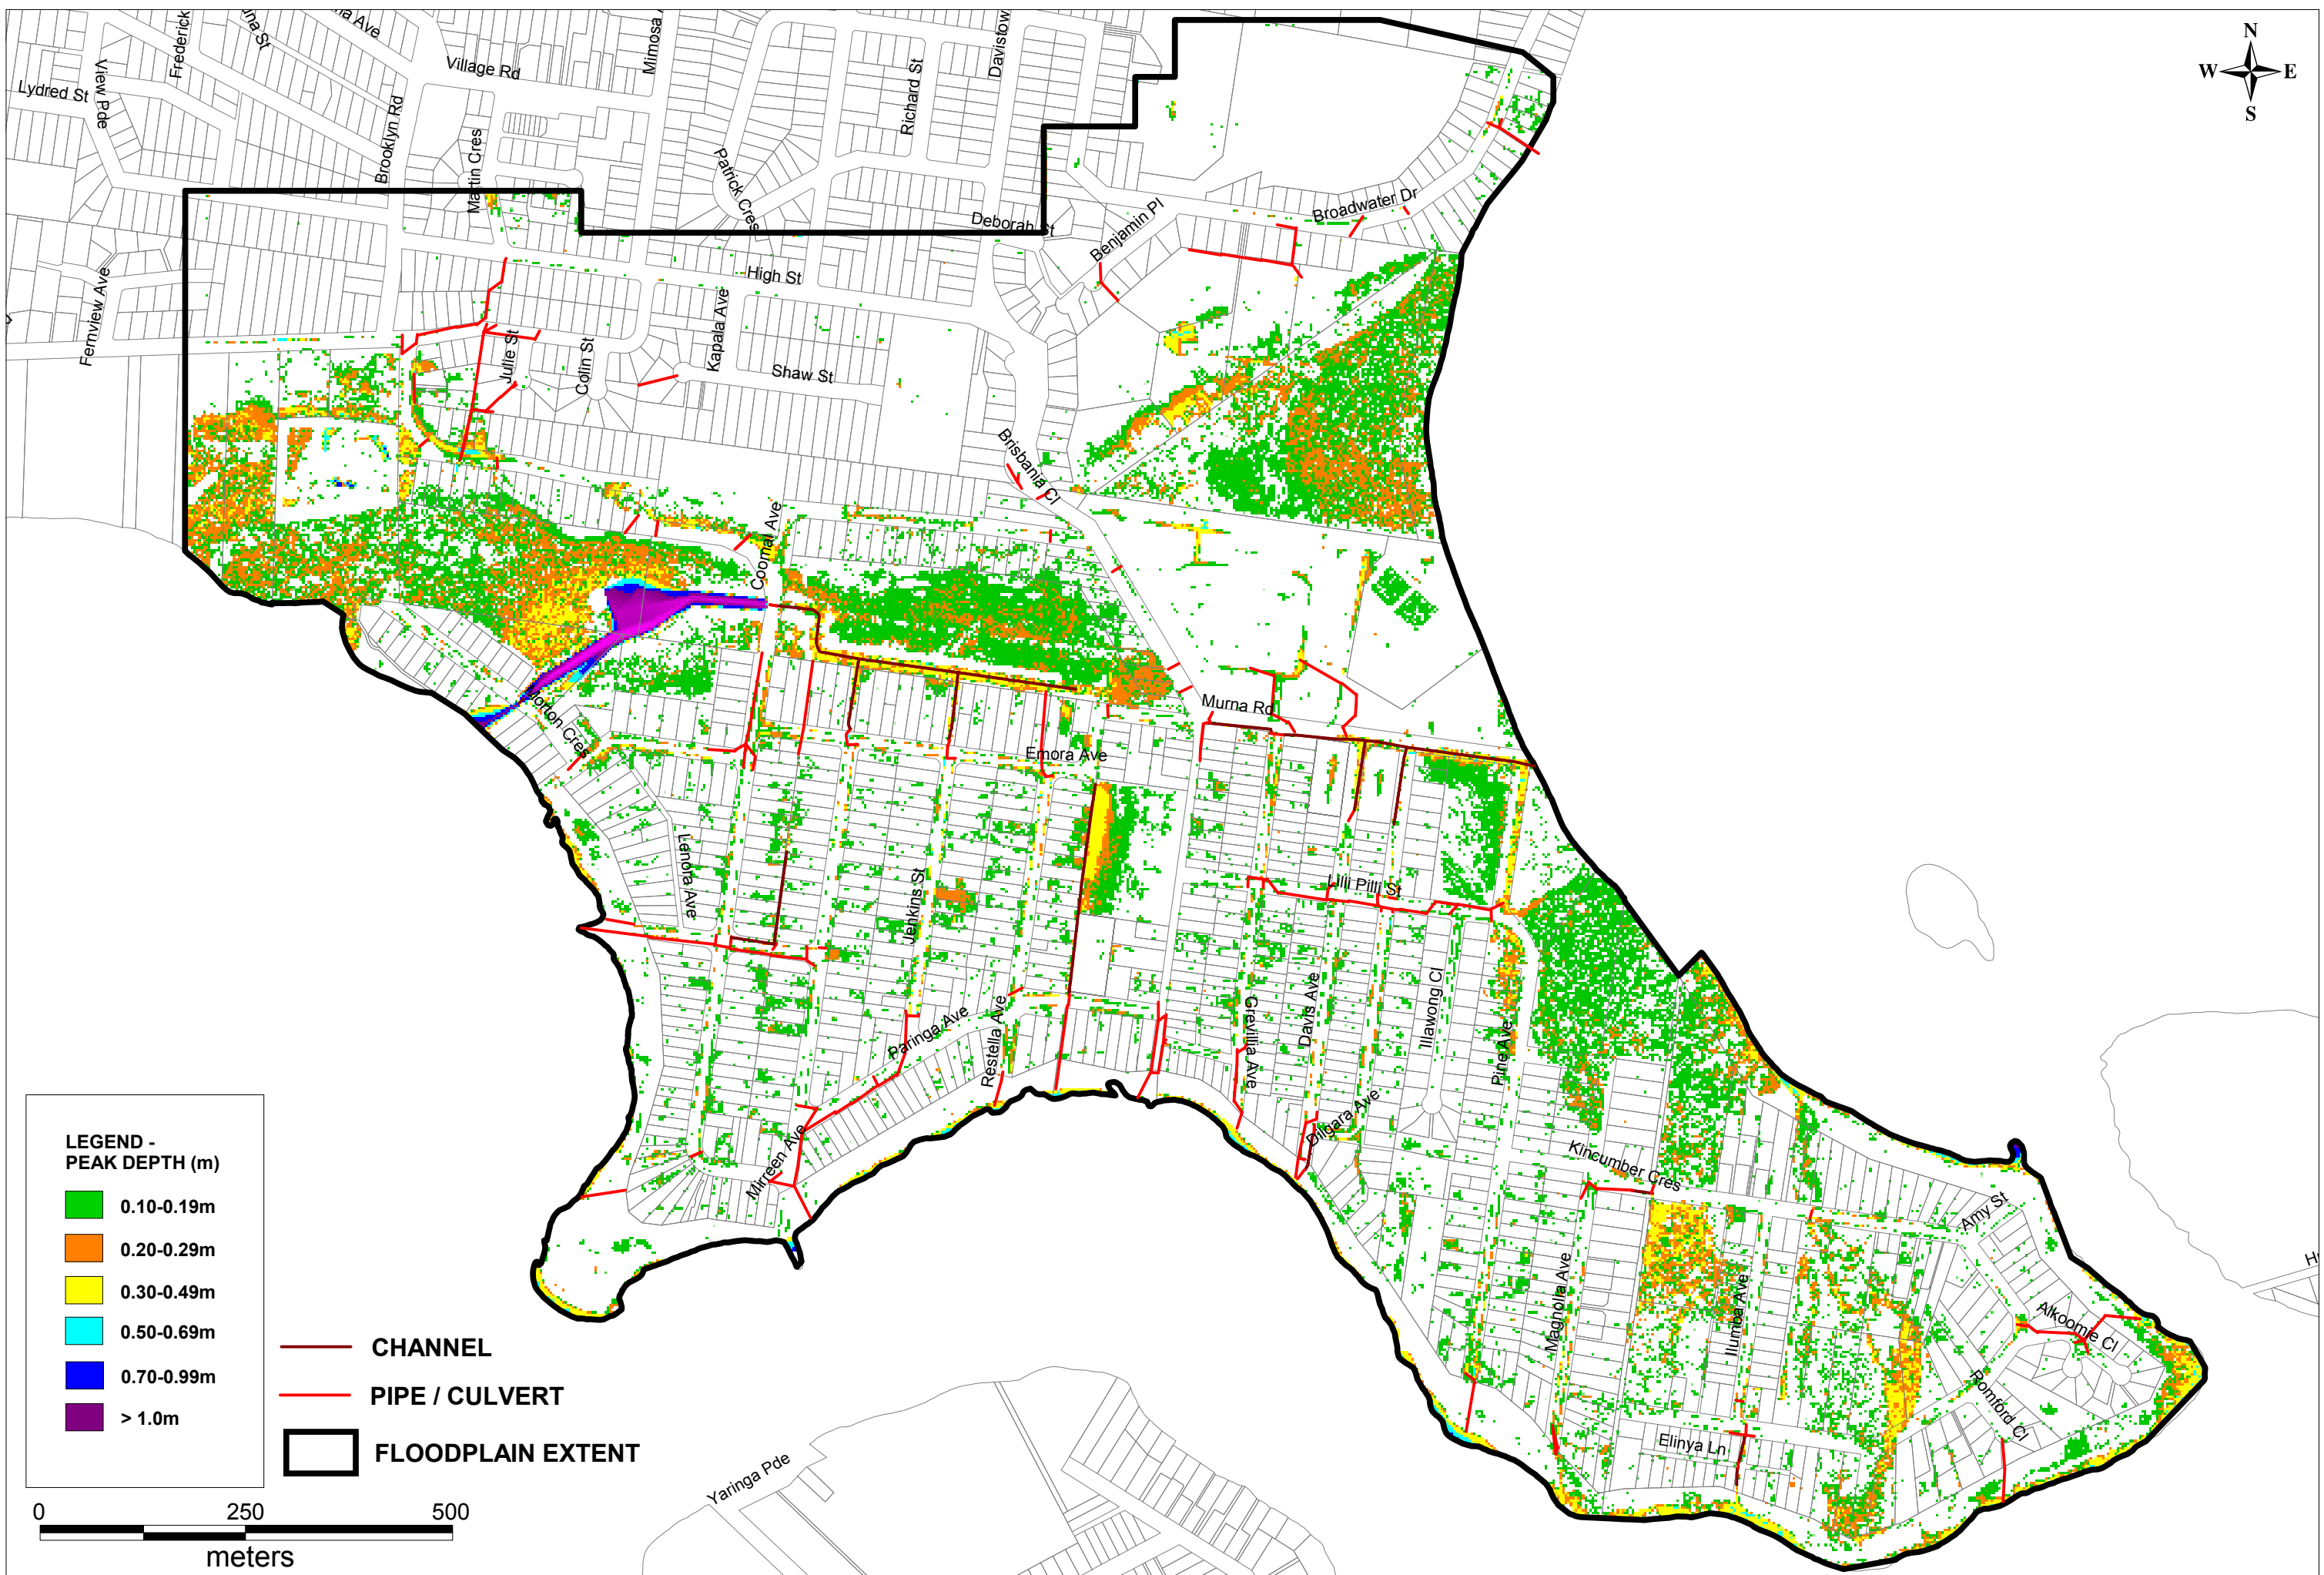 N
W E
S
Frederick
Village Rd
Lydred St
View Pde
Brooklyn Rd
Martin Cres
Mimosa
Patrick Cres
Richard St
Davistow
Deborah St
Benjamin Pl
Broadwater Dr
High St
Fernview Ave
Julie St
Colin St
Kapala Ave
Shaw St
Brisbania Cl
Coomal Ave
Morton Cres
Murna Rd
Emora Ave
Lenora Ave
Jenkins St
Lilli Pilli St
Paringa Ave
Restella Ave
Grevillia Ave
Davis Ave
Illawong Cl
Pine Ave
Dilgara Ave
Mirreen Ave
Kincumber Cres
Amy St
Magnolia Ave
Ilumba Ave
Alkoomie Cl
Romford Cl
Elinya Ln
Yaringa Pde
LEGEND -
PEAK DEPTH (m)
0.10-0.19m
0.20-0.29m
0.30-0.49m
0.50-0.69m
0.70-0.99m
> 1.0m
CHANNEL
PIPE / CULVERT
FLOODPLAIN EXTENT
0 250 500
meters